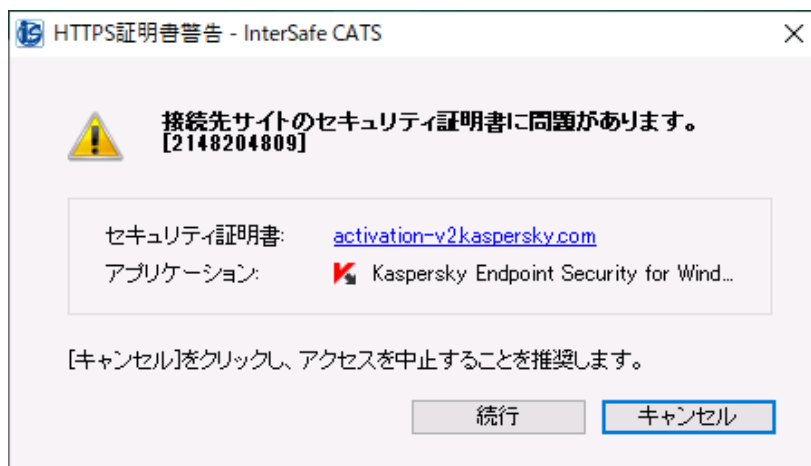 HTTPS証明書警告 - InterSafe CATS
接続先サイトのセキュリティ証明書に問題があります。
[2148204809]
セキュリティ証明書: activation-v2.kaspersky.com
アプリケーション: Kaspersky Endpoint Security for Wind...
[キャンセル]をクリックし、アクセスを中止することを推奨します。
続行 キャンセル